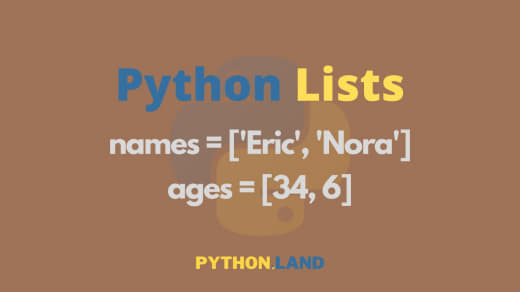 Python Lists
names = ['Eric', 'Nora']
ages = [34, 6]
PYTHON.LAND